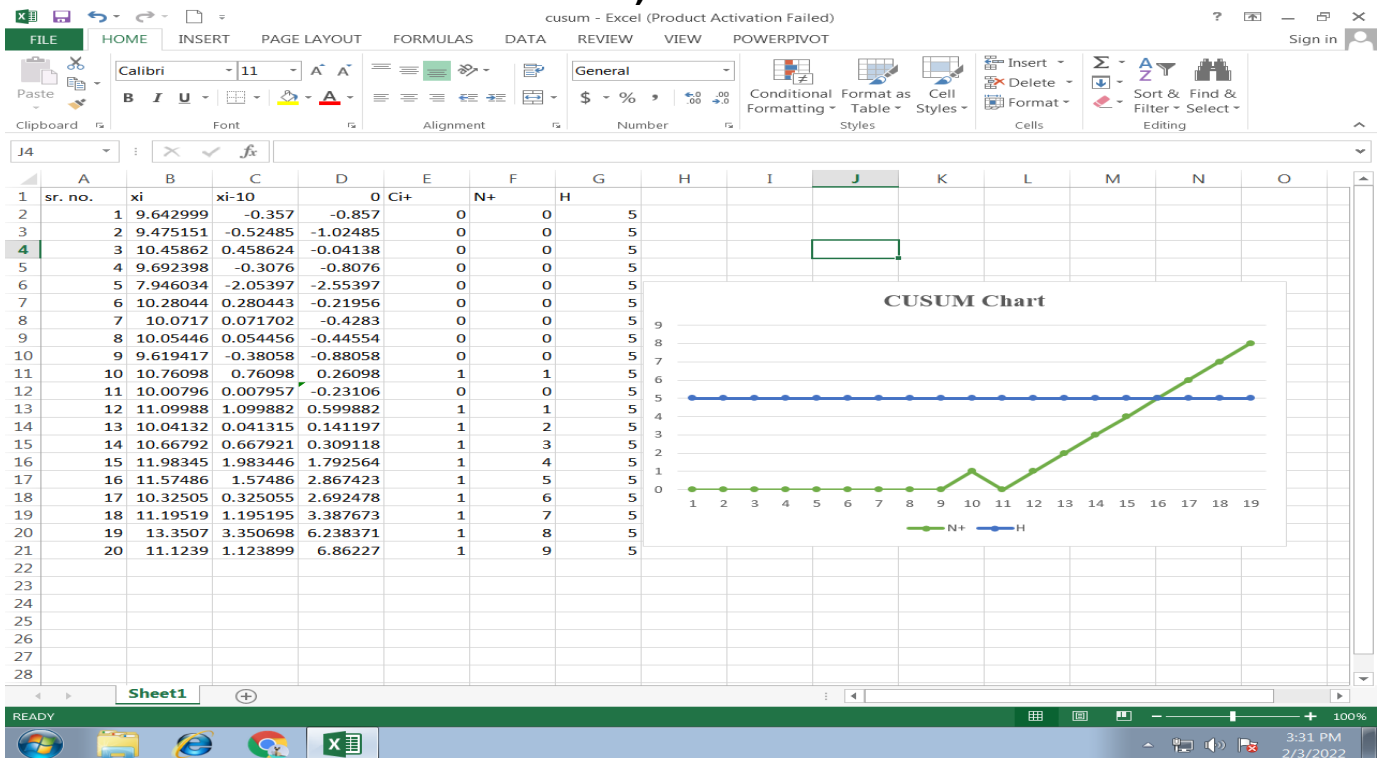 cusum - Excel (Product Activation Failed)
FILE HOME INSERT PAGE LAYOUT FORMULAS DATA REVIEW VIEW POWERPIVOT Sign in
Paste
Calibri 11
B I U
General
$ % ,
Conditional Formatting
Format as Table
Cell Styles
Insert
Delete
Format
Sort & Filter
Find & Select
Clipboard Font Alignment Number Styles Cells Editing
J4 fx
A B C D E F G H I J K L M N O
1 sr. no. xi xi-10 0 Ci+ N+ H
2 1 9.642999 -0.357 -0.857 0 0 5
3 2 9.475151 -0.52485 -1.02485 0 0 5
4 3 10.45862 0.458624 -0.04138 0 0 5
5 4 9.692398 -0.3076 -0.8076 0 0 5
6 5 7.946034 -2.05397 -2.55397 0 0 5
7 6 10.28044 0.280443 -0.21956 0 0 5
8 7 10.0717 0.071702 -0.4283 0 0 5
9 8 10.05446 0.054456 -0.44554 0 0 5
10 9 9.619417 -0.38058 -0.88058 0 0 5
11 10 10.76098 0.76098 0.26098 1 1 5
12 11 10.00796 0.007957 -0.23106 0 0 5
13 12 11.09988 1.099882 0.599882 1 1 5
14 13 10.04132 0.041315 0.141197 1 2 5
15 14 10.66792 0.667921 0.309118 1 3 5
16 15 11.98345 1.983446 1.792564 1 4 5
17 16 11.57486 1.57486 2.867423 1 5 5
18 17 10.32505 0.325055 2.692478 1 6 5
19 18 11.19519 1.195195 3.387673 1 7 5
20 19 13.3507 3.350698 6.238371 1 8 5
21 20 11.1239 1.123899 6.86227 1 9 5
22
23
24
25
26
27
28
CUSUM Chart
9
8
7
6
5
4
3
2
1
0
1 2 3 4 5 6 7 8 9 10 11 12 13 14 15 16 17 18 19
N+ H
Sheet1
READY 100%
3:31 PM
2/3/2022